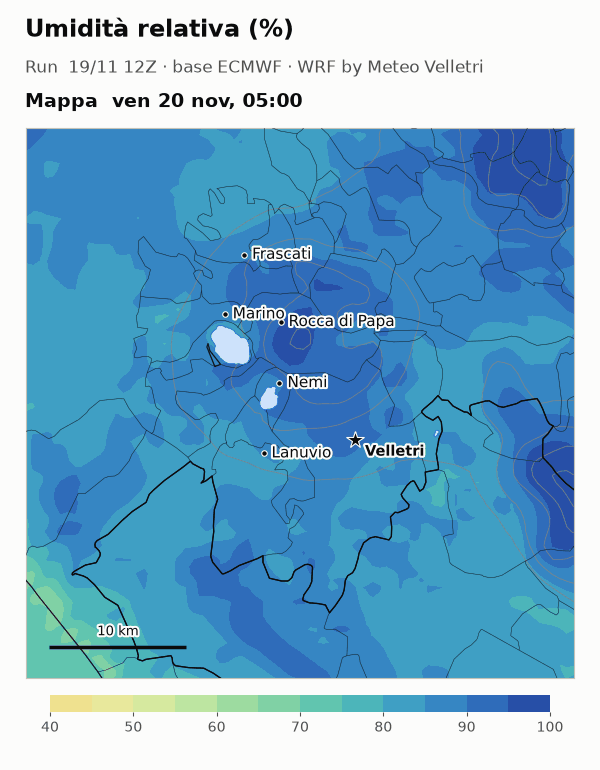 Umidità relativa (%)
Run  19/11 12Z · base ECMWF · WRF by Meteo Velletri
Mappa  ven 20 nov, 05:00
Frascati
Marino
Rocca di Papa
Nemi
Velletri
Lanuvio
10 km
40 50 60 70 80 90 100